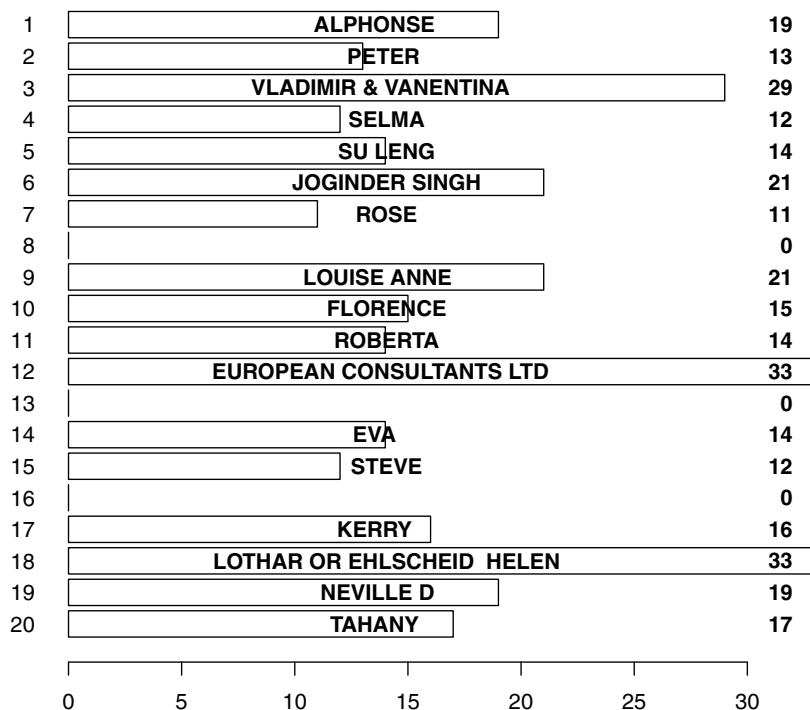 1 ALPHONSE 19
2 PETER 13
3 VLADIMIR & VANENTINA 29
4 SELMA 12
5 SU LENG 14
6 JOGINDER SINGH 21
7 ROSE 11
8 0
9 LOUISE ANNE 21
10 FLORENCE 15
11 ROBERTA 14
12 EUROPEAN CONSULTANTS LTD 33
13 0
14 EVA 14
15 STEVE 12
16 0
17 KERRY 16
18 LOTHAR OR EHLSCHEID  HELEN 33
19 NEVILLE D 19
20 TAHANY 17
0 5 10 15 20 25 30